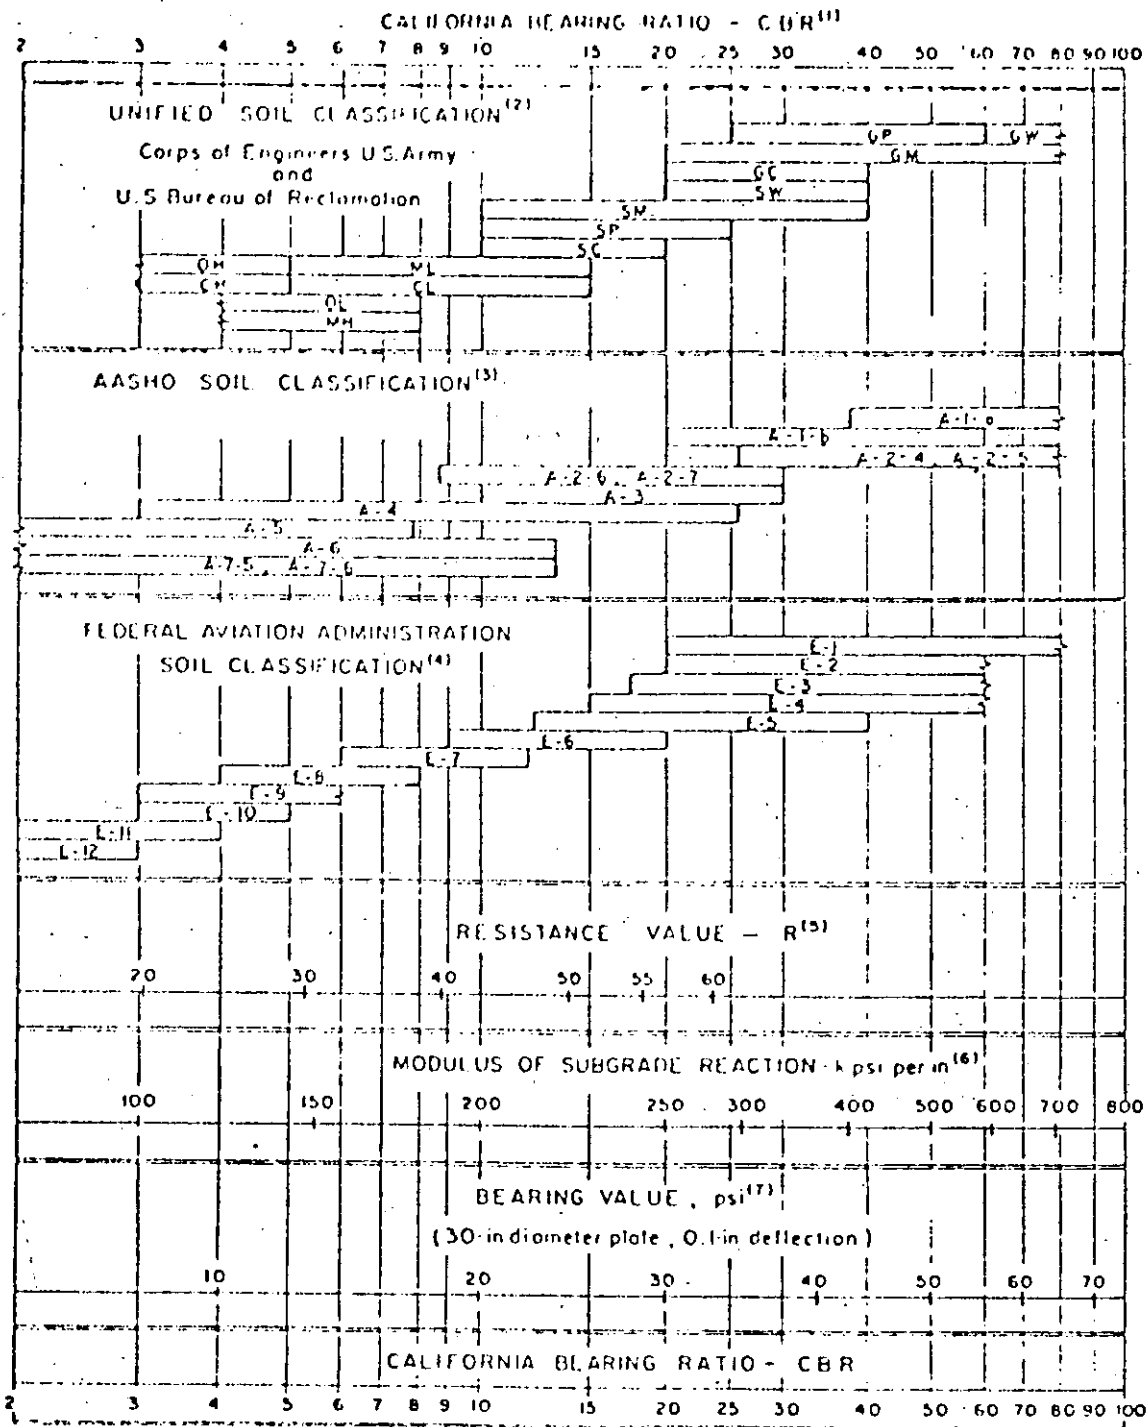 CALIFORNIA BEARING RATIO - CBR(1)
2 3 4 5 6 7 8 9 10 15 20 25 30 40 50 60 70 80 90 100
UNIFIED SOIL CLASSIFICATION(2)
Corps of Engineers U.S. Army
and
U.S Bureau of Reclamation
GP GW
GM
GC
SW
SM
SP
SC
OH ML
CH CL
OL
MH
AASHO SOIL CLASSIFICATION(3)
A-1-a
A-1-b
A-2-4, A-2-5
A-2-6, A-2-7
A-3
A-4
A-5
A-6
A-7-5, A-7-6
FEDERAL AVIATION ADMINISTRATION
SOIL CLASSIFICATION(4)
E-1
E-2
E-3
E-4
E-5
E-6
E-7
E-8
E-9
E-10
E-11
E-12
RESISTANCE VALUE - R(5)
20 30 40 50 55 60
MODULUS OF SUBGRADE REACTION - k psi per in(6)
100 150 200 250 300 400 500 600 700 800
BEARING VALUE, psi(7)
(30-in diameter plate, 0.1-in deflection)
10 20 30 40 50 60 70
CALIFORNIA BEARING RATIO - CBR
2 3 4 5 6 7 8 9 10 15 20 25 30 40 50 60 70 80 90 100